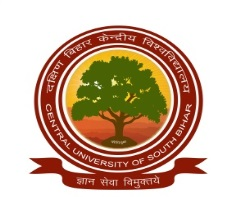 दक्षिण बिहार केन्द्रीय विश्वविद्यालय
CENTRAL UNIVERSITY OF SOUTH BIHAR
ज्ञान सेवा विमुक्तये